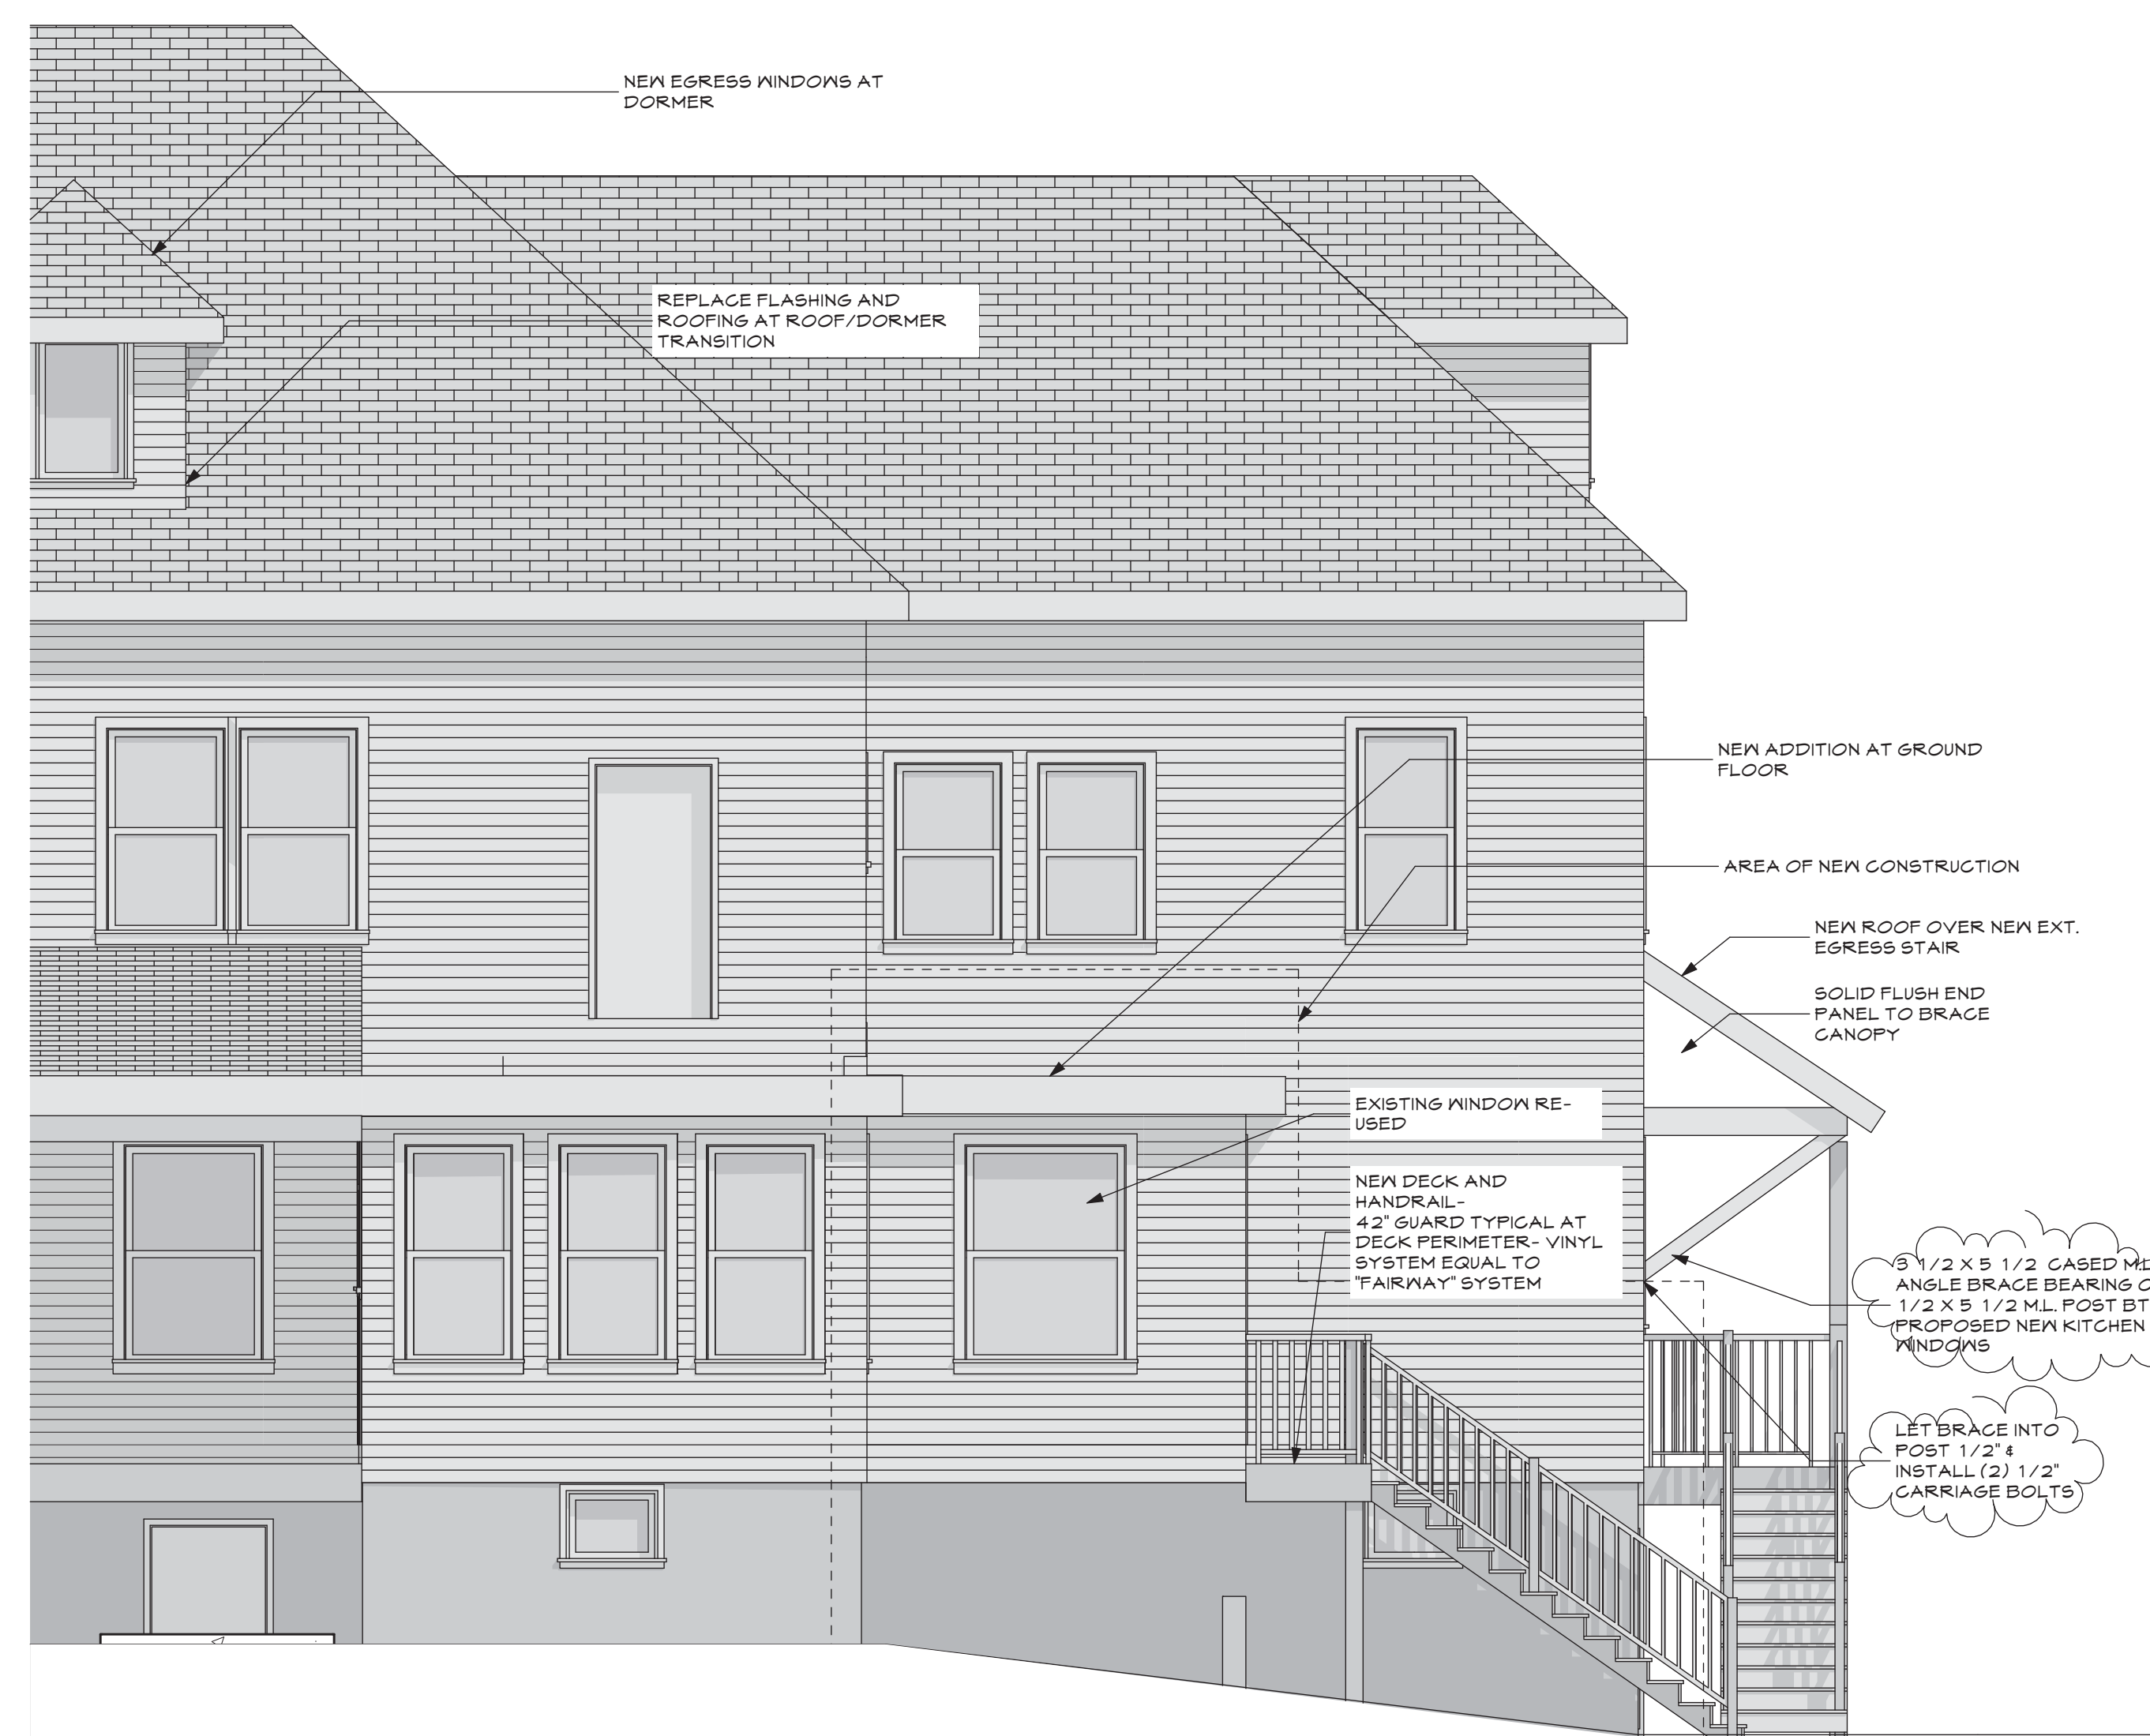 NEW EGRESS WINDOWS AT
DORMER
REPLACE FLASHING AND
ROOFING AT ROOF/DORMER
TRANSITION
NEW ADDITION AT GROUND
FLOOR
AREA OF NEW CONSTRUCTION
NEW ROOF OVER NEW EXT.
EGRESS STAIR
SOLID FLUSH END
PANEL TO BRACE
CANOPY
EXISTING WINDOW RE-
USED
NEW DECK AND
HANDRAIL-
42" GUARD TYPICAL AT
DECK PERIMETER- VINYL
SYSTEM EQUAL TO
"FAIRWAY" SYSTEM
3 1/2 X 5 1/2 CASED
ANGLE BRACE BEARING
1/2 X 5 1/2 M.L. POST
PROPOSED NEW KITCHEN
WINDOWS
LET BRACE INTO
POST 1/2" &
INSTALL (2) 1/2"
CARRIAGE BOLTS